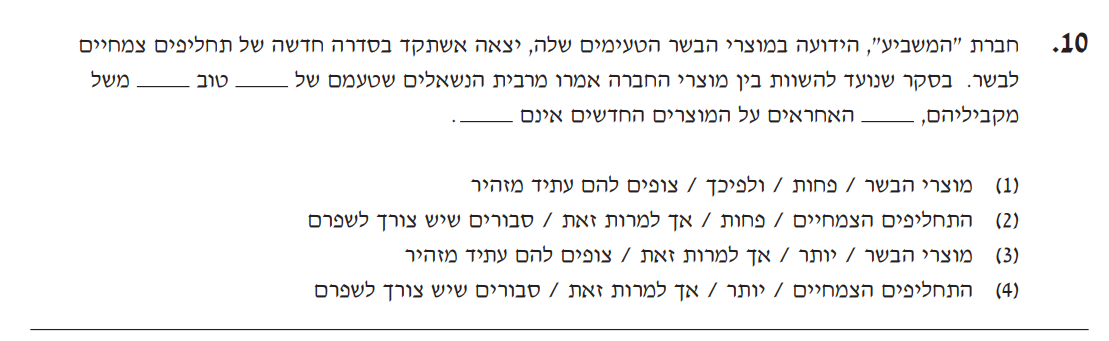 10. חברת "המשביע", הידועה במוצרי הבשר הטעימים שלה, יצאה אשתקד בסדרה חדשה של תחליפים צמחיים
לבשר. בסקר שנועד להשוות בין מוצרי החברה אמרו מרבית הנשאלים שטעמם של _____ טוב _____ משל
מקביליהם, _____ האחראים על המוצרים החדשים אינם _____.
(1) מוצרי הבשר / פחות / ולפיכך / צופים להם עתיד מזהיר
(2) התחליפים הצמחיים / פחות / אך למרות זאת / סבורים שיש צורך לשפרם
(3) מוצרי הבשר / יותר / אך למרות זאת / צופים להם עתיד מזהיר
(4) התחליפים הצמחיים / יותר / אך למרות זאת / סבורים שיש צורך לשפרם